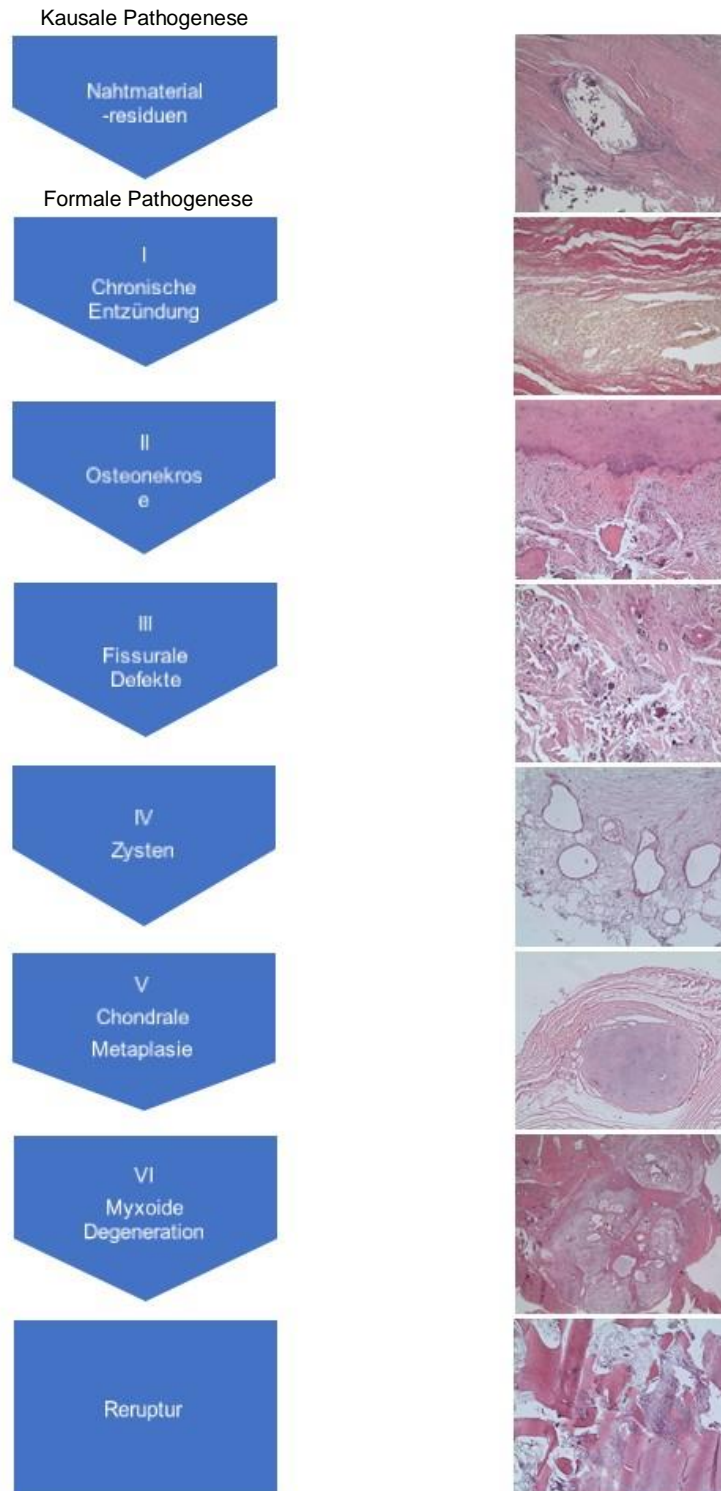 Kausale Pathogenese
Nahtmaterial
-residuen
Formale Pathogenese
I
Chronische
Entzündung
II
Osteonekros
e
III
Fissurale
Defekte
IV
Zysten
V
Chondrale
Metaplasie
VI
Myxoide
Degeneration
Reruptur